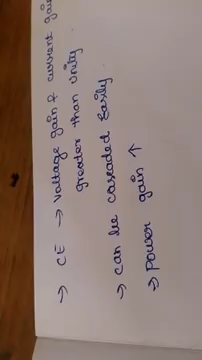 → CE → Voltage gain & current gain
greater than Unity
→ Can be cascaded Easily
→ Power gain ↑